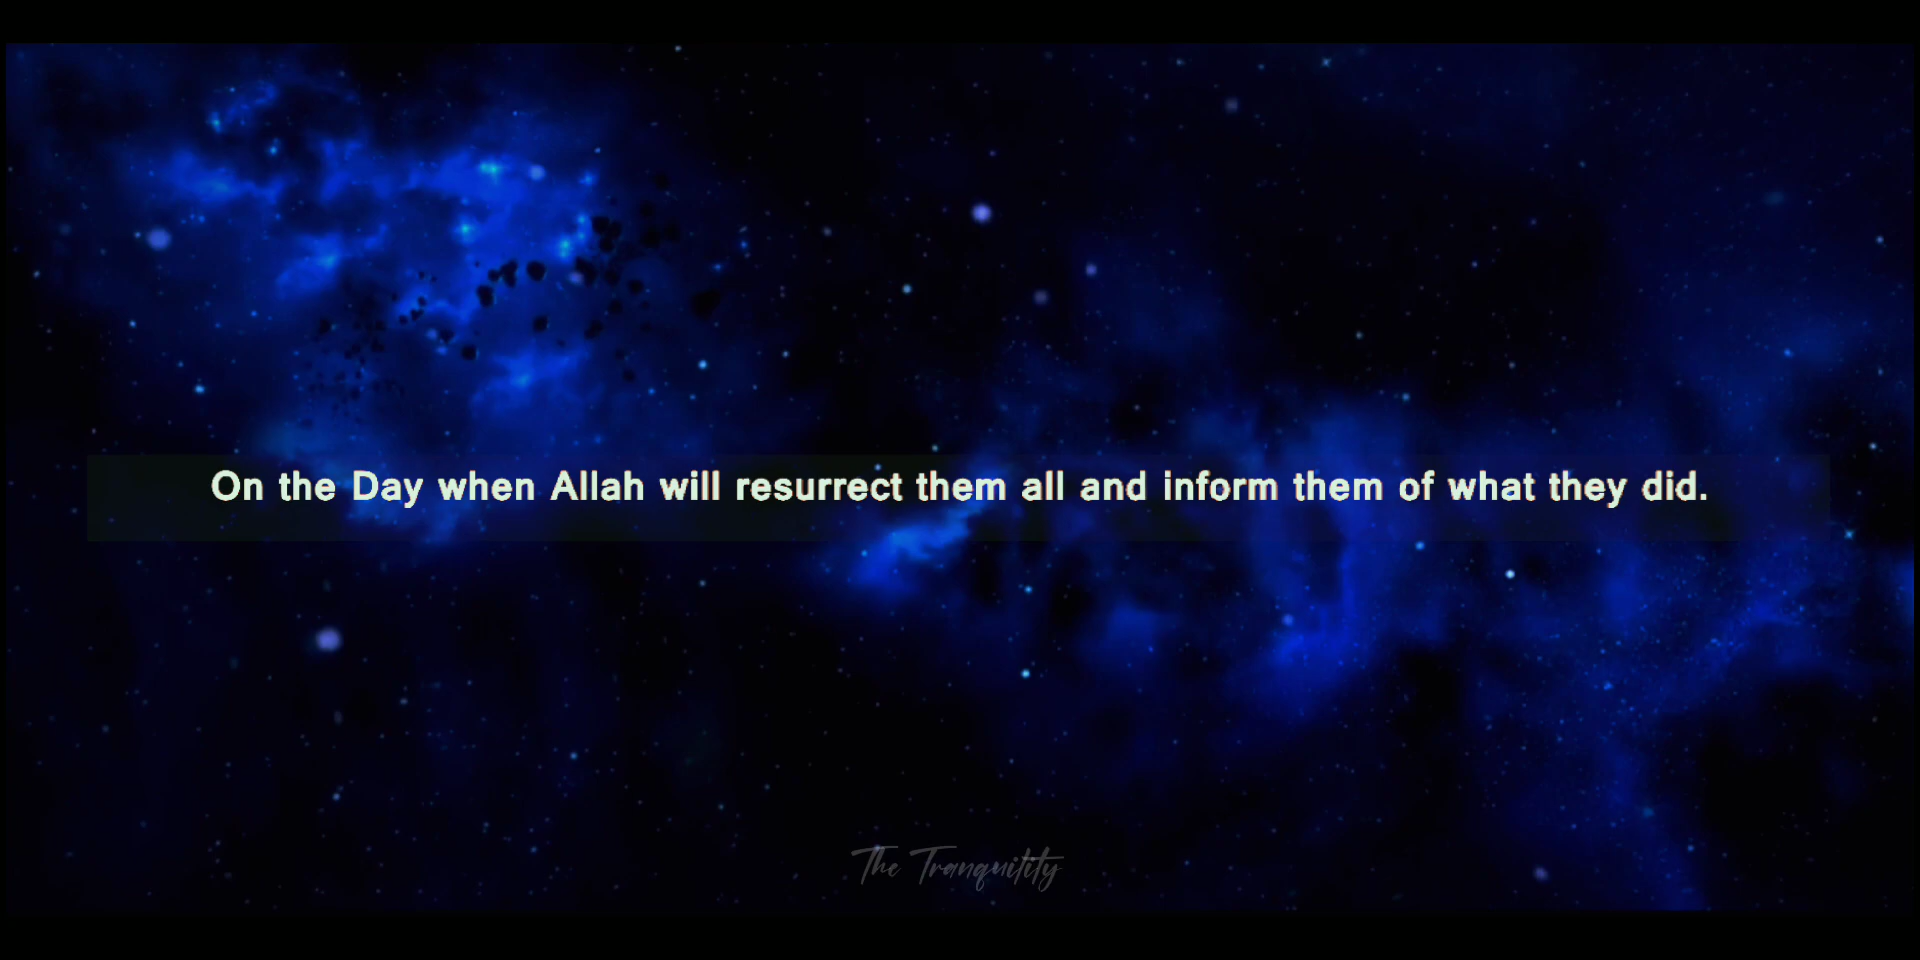 On the Day when Allah will resurrect them all and inform them of what they did.
The Tranquility